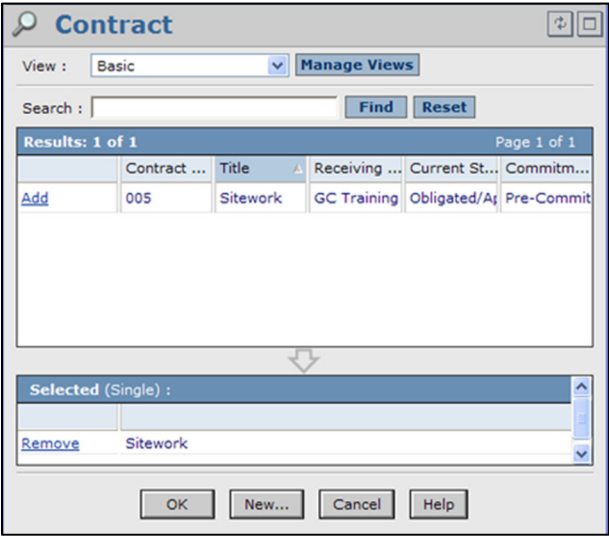 Contract
View : Basic Manage Views
Search : Find Reset
Results: 1 of 1 Page 1 of 1
Contract ... Title Receiving ... Current St... Commitm...
Add 005 Sitework GC Training Obligated/Ap Pre-Commit
Selected (Single) :
Remove Sitework
OK New... Cancel Help